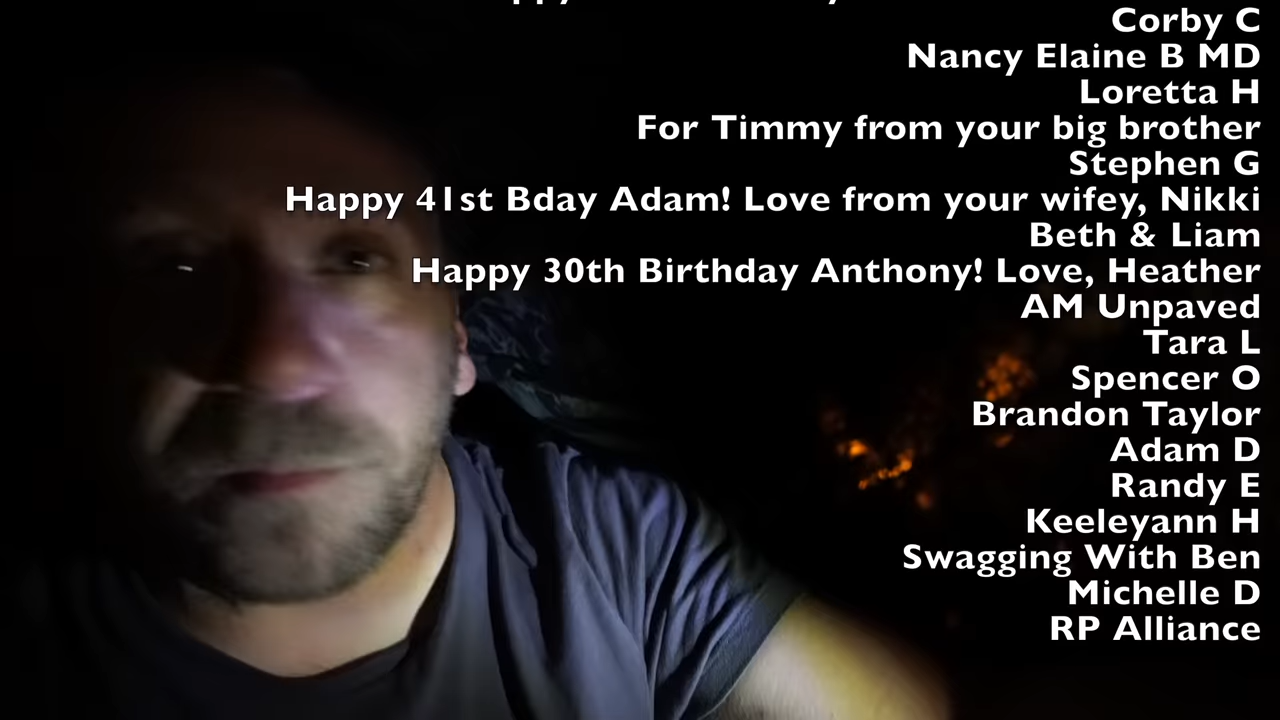 Corby C
Nancy Elaine B MD
Loretta H
For Timmy from your big brother
Stephen G
Happy 41st Bday Adam! Love from your wifey, Nikki
Beth & Liam
Happy 30th Birthday Anthony! Love, Heather
AM Unpaved
Tara L
Spencer O
Brandon Taylor
Adam D
Randy E
Keeleyann H
Swagging With Ben
Michelle D
RP Alliance